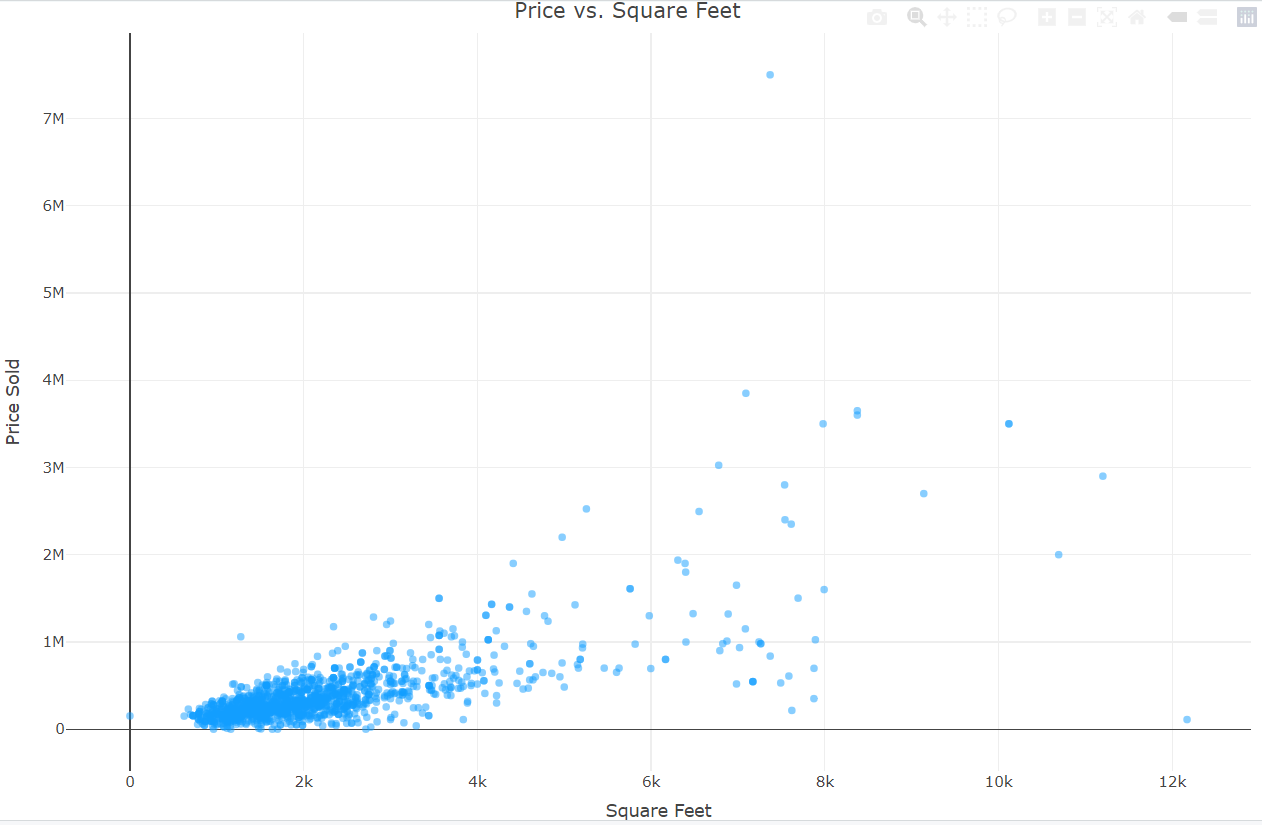 Price vs. Square Feet
7M
6M
5M
4M
3M
2M
1M
0
Price Sold
0 2k 4k 6k 8k 10k 12k
Square Feet